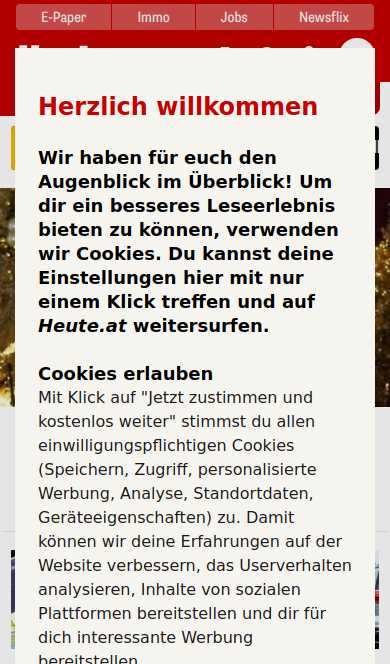 E-Paper Immo Jobs Newsflix
Herzlich willkommen
Wir haben für euch den
Augenblick im Überblick! Um
dir ein besseres Leseerlebnis
bieten zu können, verwenden
wir Cookies. Du kannst deine
Einstellungen hier mit nur
einem Klick treffen und auf
Heute.at weitersurfen.
Cookies erlauben
Mit Klick auf "Jetzt zustimmen und
kostenlos weiter" stimmst du allen
einwilligungspflichtigen Cookies
(Speichern, Zugriff, personalisierte
Werbung, Analyse, Standortdaten,
Geräteeigenschaften) zu. Damit
können wir deine Erfahrungen auf der
Website verbessern, das Userverhalten
analysieren, Inhalte von sozialen
Plattformen bereitstellen und dir für
dich interessante Werbung
bereitstellen